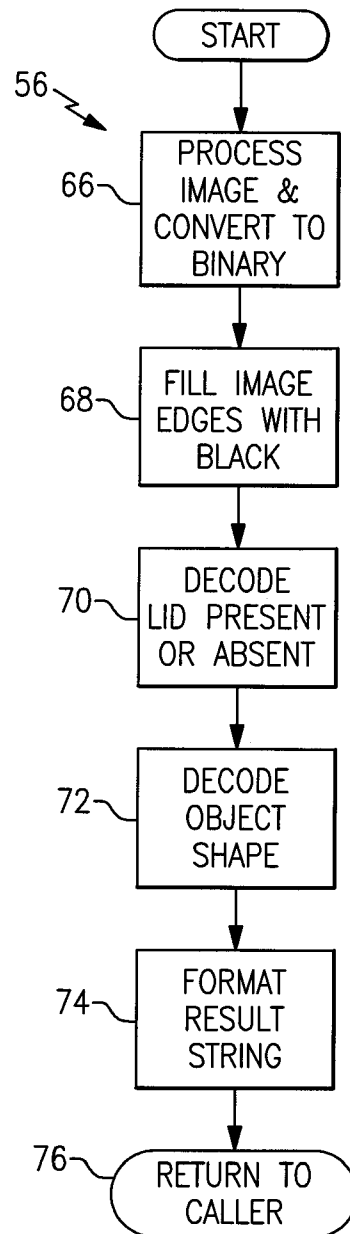 START
56
66
PROCESS
IMAGE &
CONVERT TO
BINARY
68
FILL IMAGE
EDGES WITH
BLACK
70
DECODE
LID PRESENT
OR ABSENT
72
DECODE
OBJECT
SHAPE
74
FORMAT
RESULT
STRING
76
RETURN TO
CALLER